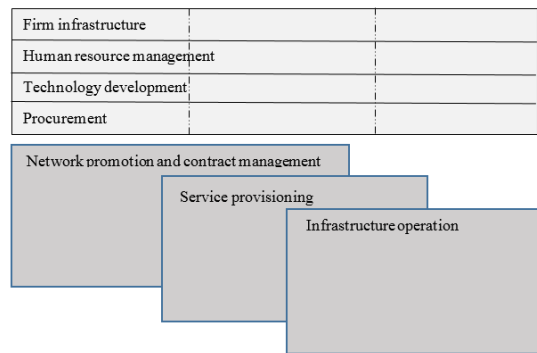 Firm infrastructure
Human resource management
Technology development
Procurement
Network promotion and contract management
Service provisioning
Infrastructure operation